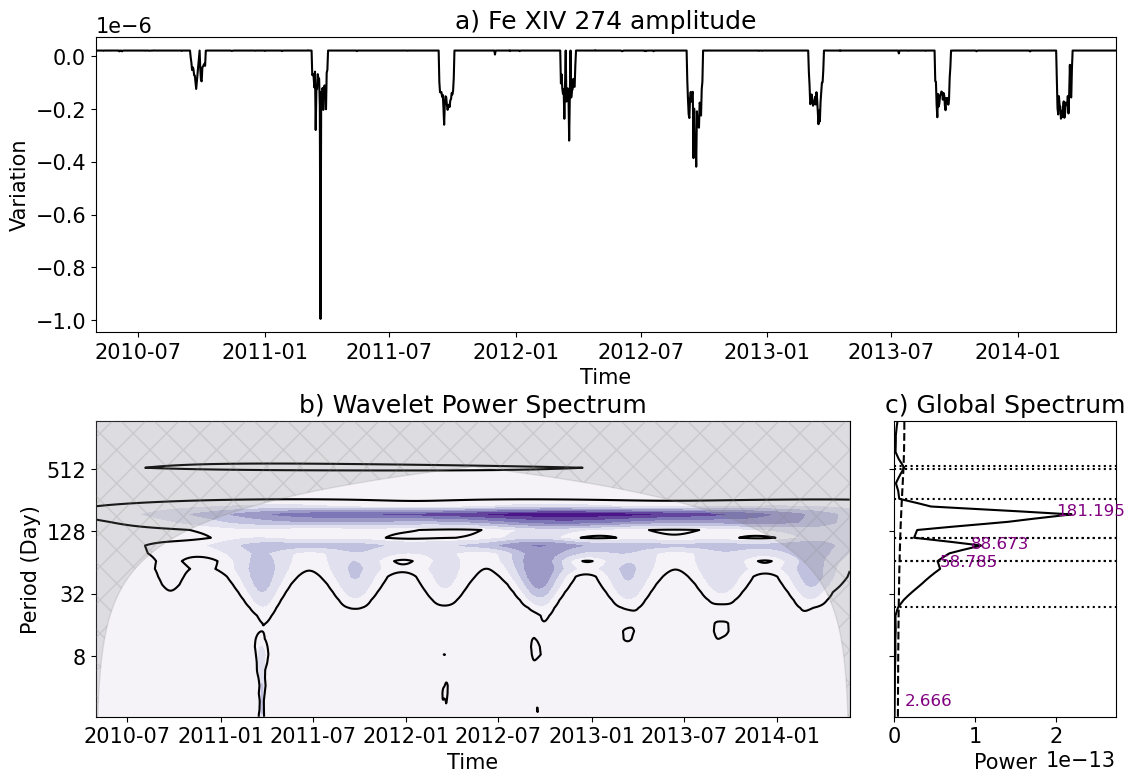 a) Fe XIV 274 amplitude
1e−6
0.0
−0.2
−0.4
−0.6
−0.8
−1.0
Variation
2010-07 2011-01 2011-07 2012-01 2012-07 2013-01 2013-07 2014-01
Time
b) Wavelet Power Spectrum
512
128
32
8
Period (Day)
2010-07 2011-01 2011-07 2012-01 2012-07 2013-01 2013-07 2014-01
Time
c) Global Spectrum
181.195
88.673
58.785
2.666
0 1 2
Power 1e−13